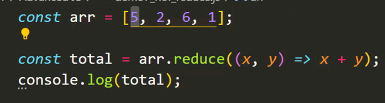 const arr = [5, 2, 6, 1];
const total = arr.reduce((x, y) => x + y);
console.log(total);